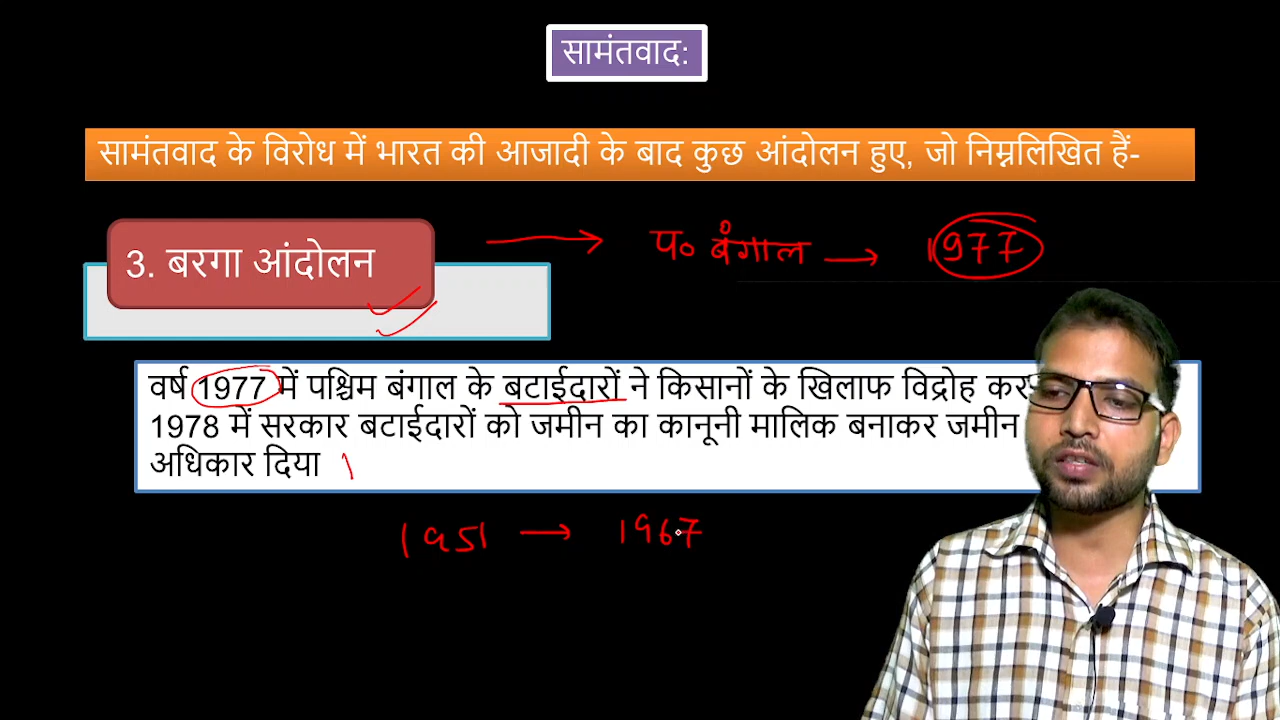 सामंतवाद:
सामंतवाद के विरोध में भारत की आजादी के बाद कुछ आंदोलन हुए, जो निम्नलिखित हैं-
3. बरगा आंदोलन → प० बंगाल → 1977
वर्ष 1977 में पश्चिम बंगाल के बटाईदारों ने किसानों के खिलाफ विद्रोह कर
1978 में सरकार बटाईदारों को जमीन का कानूनी मालिक बनाकर जमीन
अधिकार दिया ।
1951 → 1967